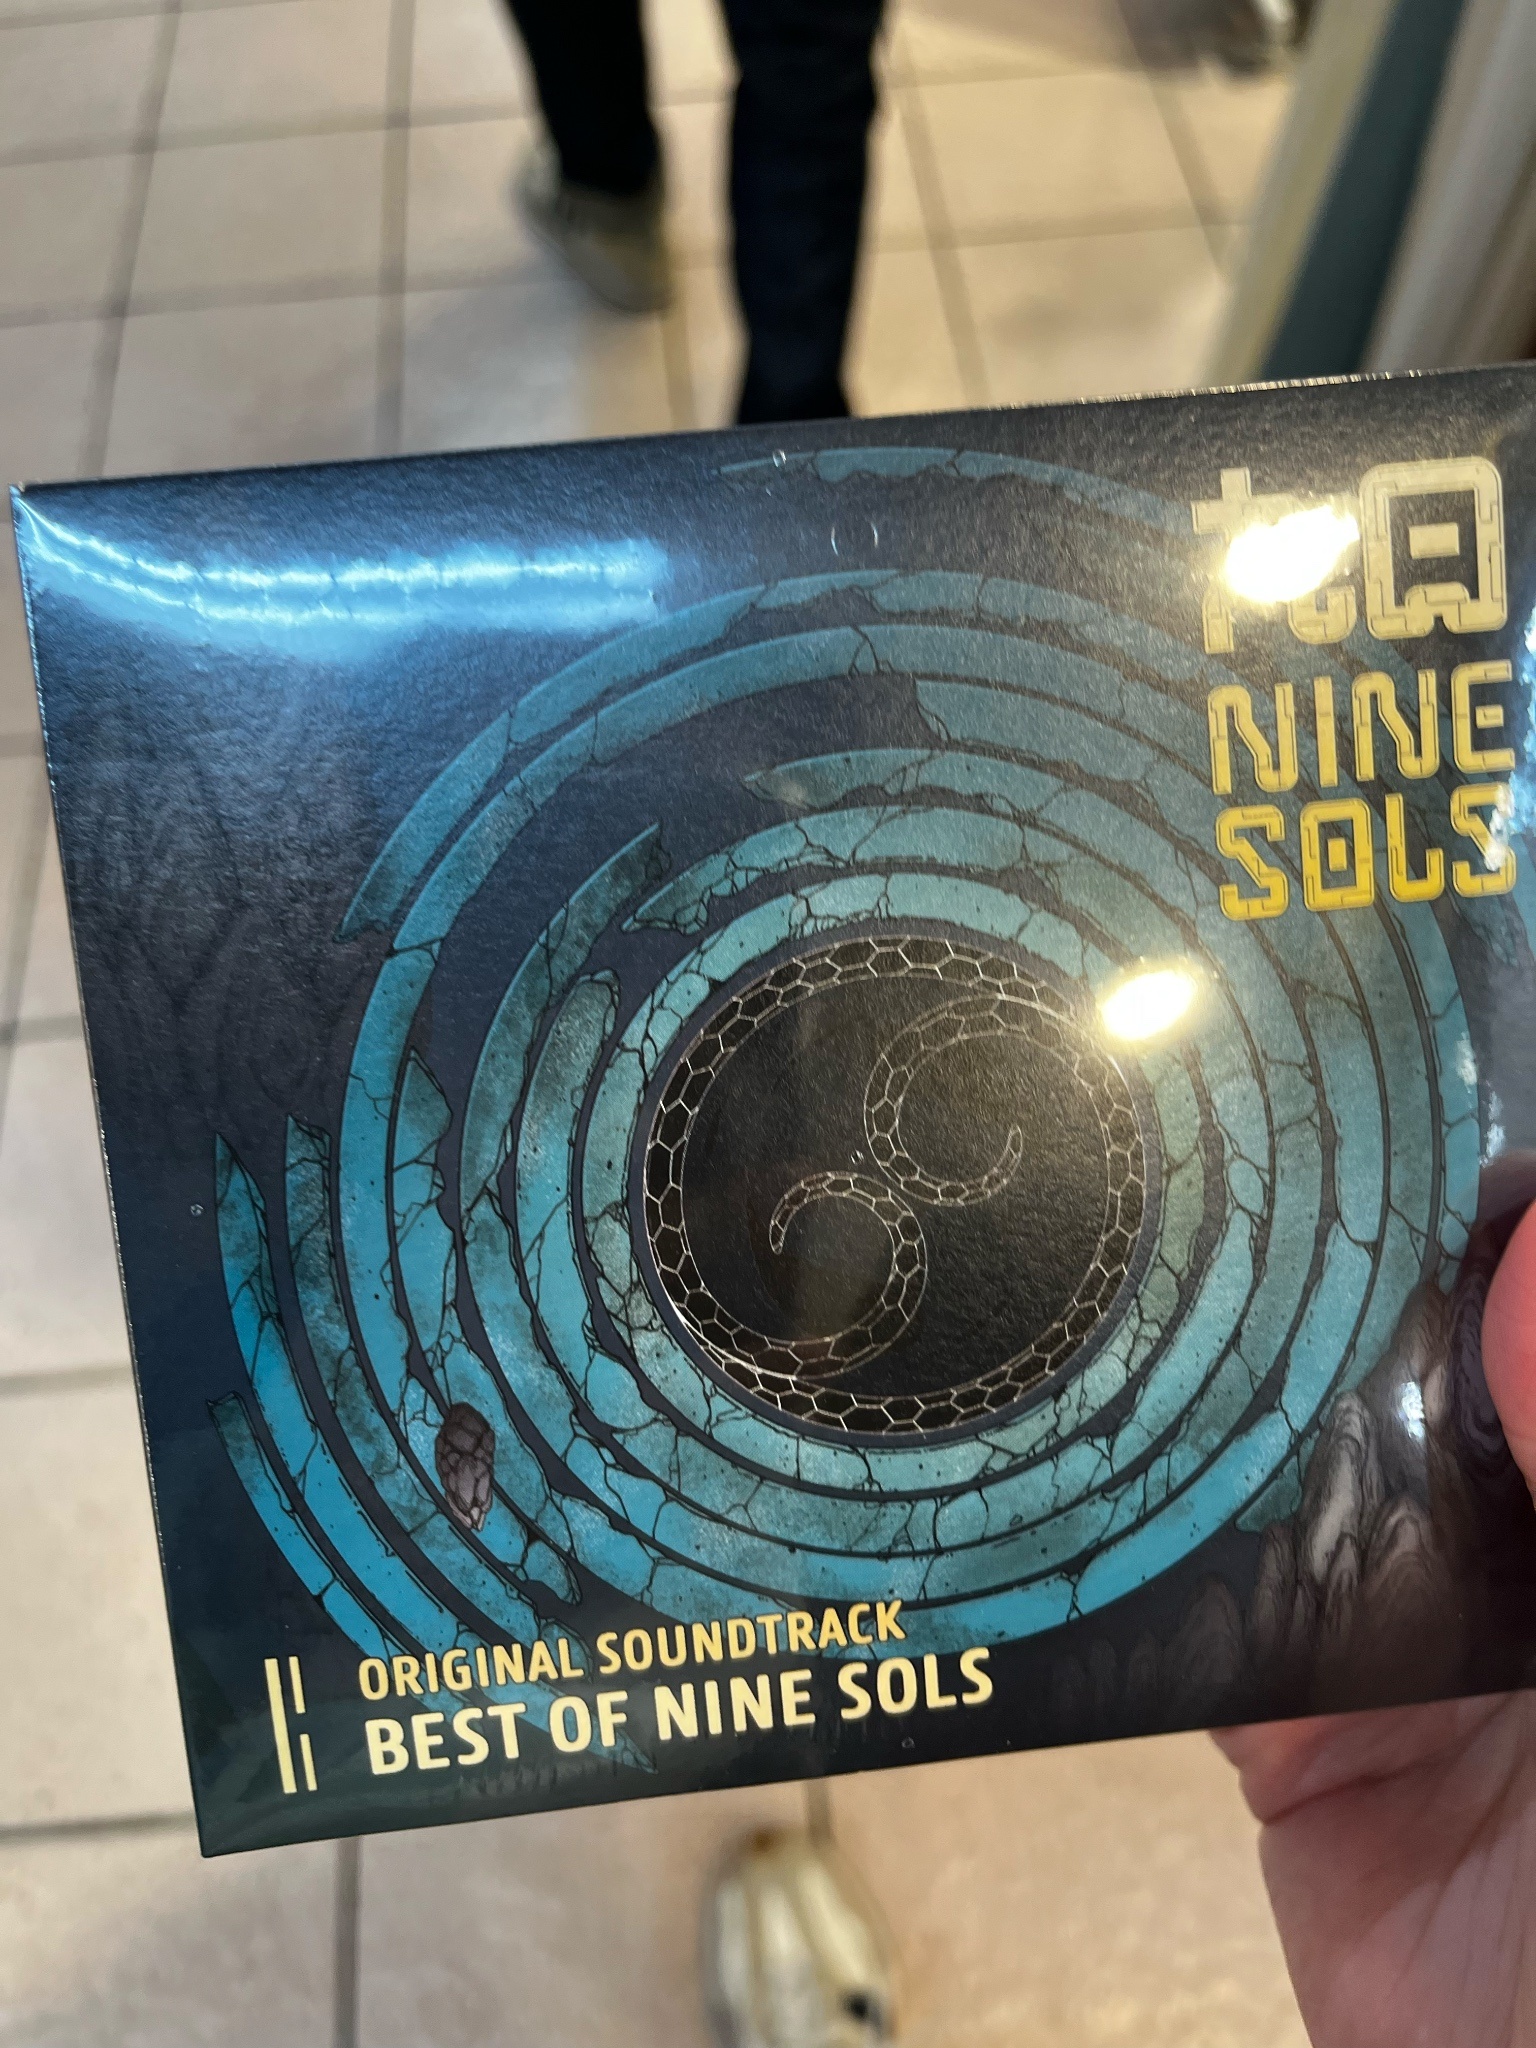 九日
NINE
SOLS
ORIGINAL SOUNDTRACK
BEST OF NINE SOLS